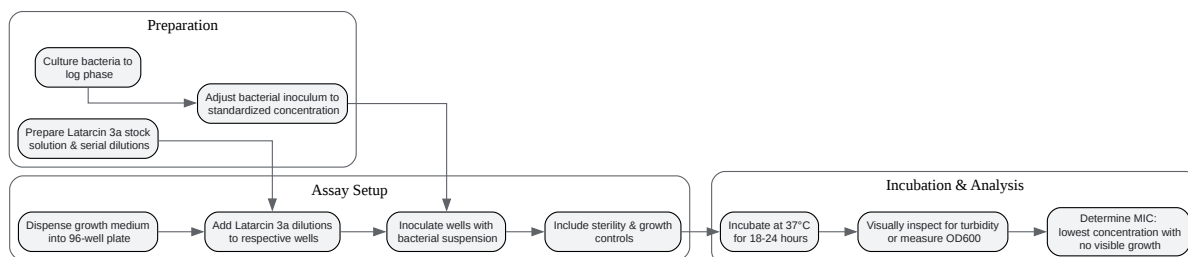 Preparation
Culture bacteria to
log phase
Adjust bacterial inoculum to
standardized concentration
Prepare Latarcin 3a stock
solution & serial dilutions
Assay Setup
Dispense growth medium
into 96-well plate
Add Latarcin 3a dilutions
to respective wells
Inoculate wells with
bacterial suspension
Include sterility & growth
controls
Incubation & Analysis
Incubate at 37°C
for 18-24 hours
Visually inspect for turbidity
or measure OD600
Determine MIC:
lowest concentration with
no visible growth